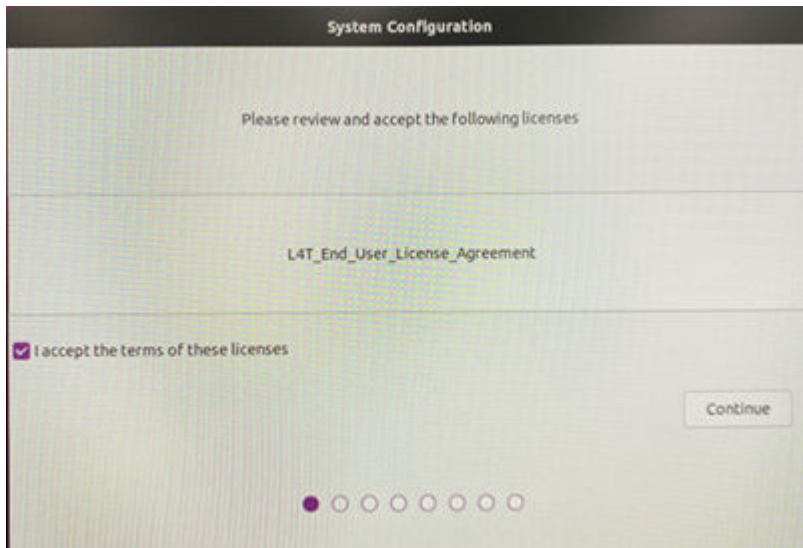 System Configuration
Please review and accept the following licenses
L4T_End_User_License_Agreement
I accept the terms of these licenses
Continue